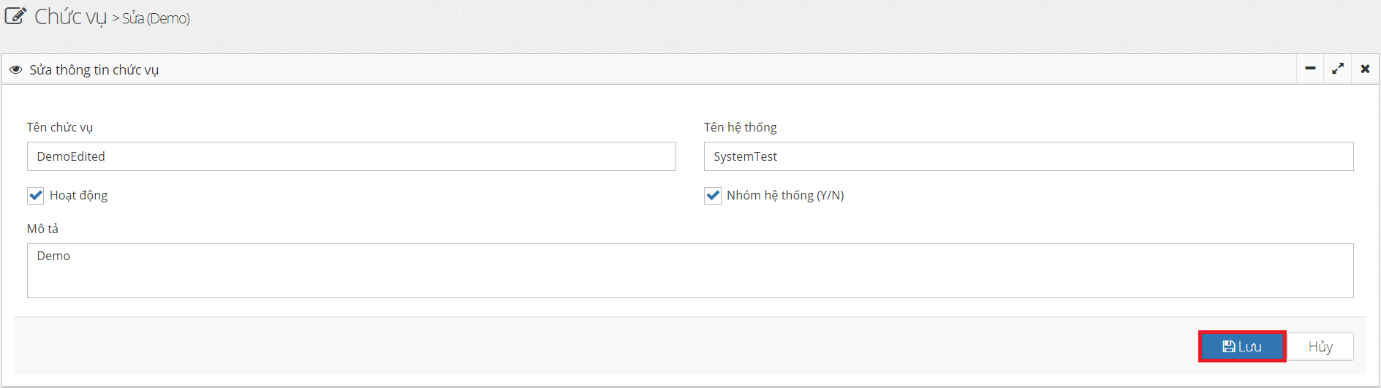 Chức vụ > Sửa (Demo)
Sửa thông tin chức vụ
Tên chức vụ
Tên hệ thống
DemoEdited
SystemTest
Hoạt động
Nhóm hệ thống (Y/N)
Mô tả
Demo
Lưu
Hủy